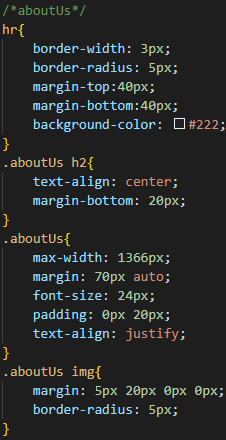 /*aboutUs*/
hr{
    border-width: 3px;
    border-radius: 5px;
    margin-top:40px;
    margin-bottom:40px;
    background-color: #222;
}
.aboutUs h2{
    text-align: center;
    margin-bottom: 20px;
}
.aboutUs{
    max-width: 1366px;
    margin: 70px auto;
    font-size: 24px;
    padding: 0px 20px;
    text-align: justify;
}
.aboutUs img{
    margin: 5px 20px 0px 0px;
    border-radius: 5px;
}